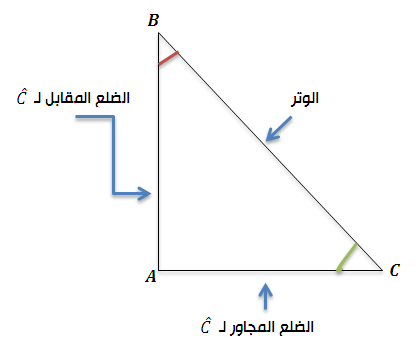 B
الضلع المقابل لـ Ĉ
الوتر
A
C
الضلع المجاور لـ Ĉ